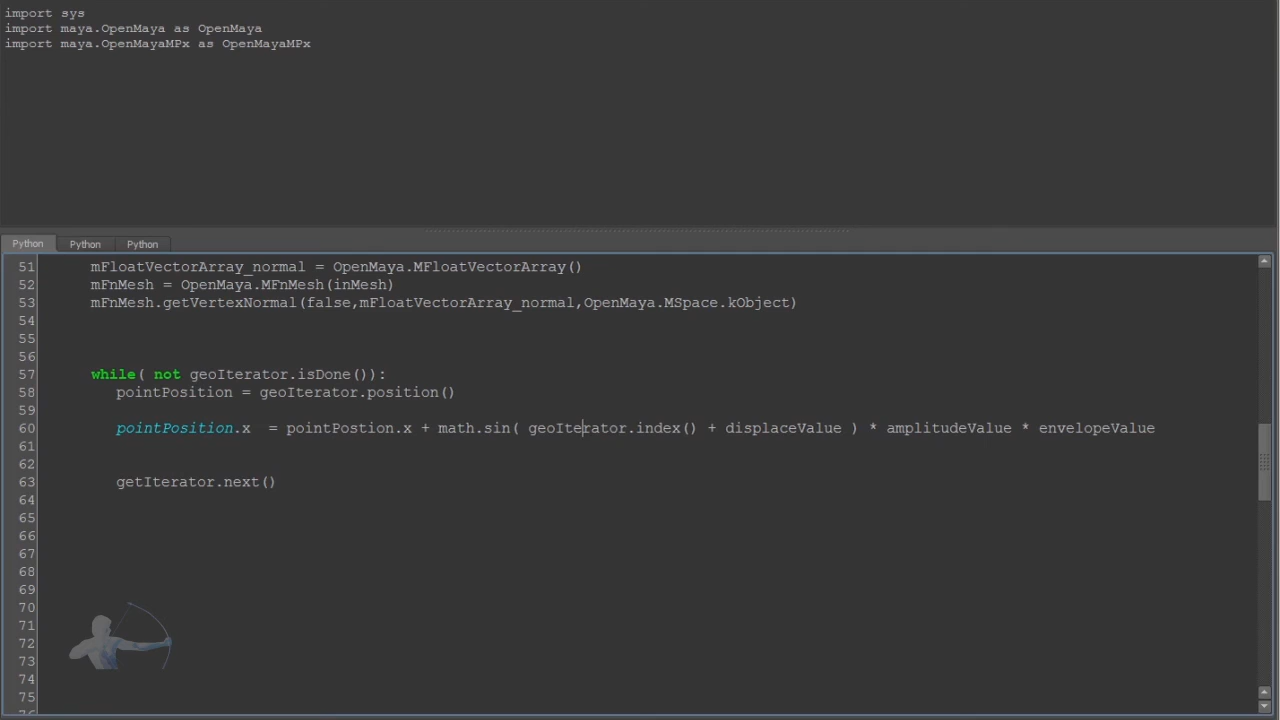 import sys
import maya.OpenMaya as OpenMaya
import maya.OpenMayaMPx as OpenMayaMPx
Python Python Python
51 mFloatVectorArray_normal = OpenMaya.MFloatVectorArray()
52 mFnMesh = OpenMaya.MFnMesh(inMesh)
53 mFnMesh.getVertexNormal(false,mFloatVectorArray_normal,OpenMaya.MSpace.kObject)
54
55
56
57 while( not geoIterator.isDone()):
58 pointPosition = geoIterator.position()
59
60 pointPosition.x  = pointPostion.x + math.sin( geoIterator.index() + displaceValue ) * amplitudeValue * envelopeValue
61
62
63 getIterator.next()
64
65
66
67
68
69
70
71
72
73
74
75
76